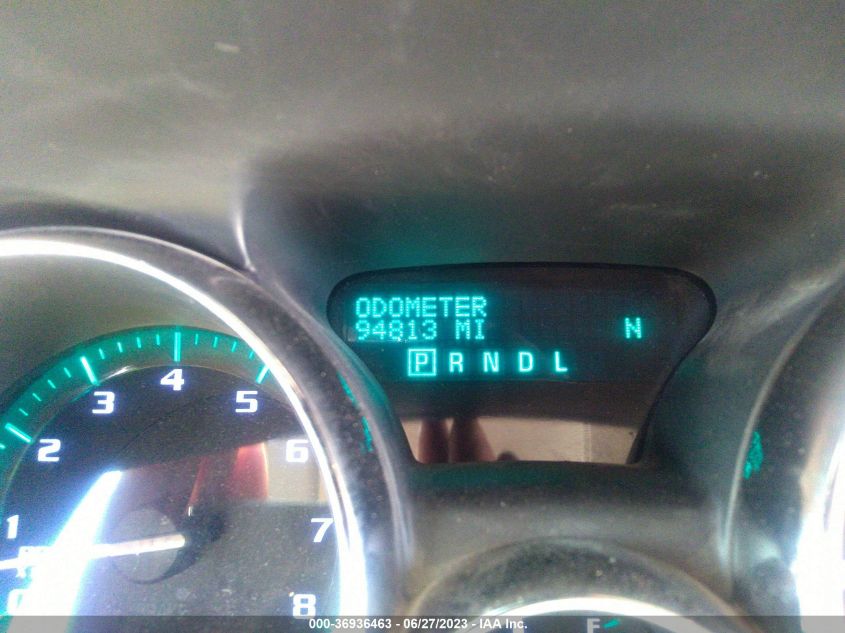 ODOMETER
94813 MI N
P R N D L
4
3 5
2 6
1 7
8
F
000-36936463 - 06/27/2023 - IAA Inc.